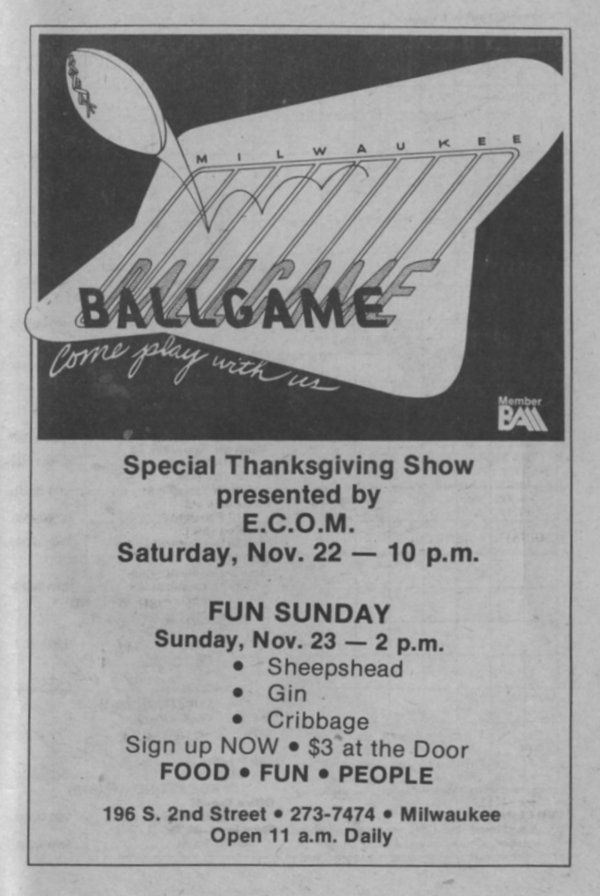 MILWAUKEE
BALLGAME
BALLGAME
Come play with us
Member
BAM
Special Thanksgiving Show
presented by
E.C.O.M.
Saturday, Nov. 22 — 10 p.m.
FUN SUNDAY
Sunday, Nov. 23 — 2 p.m.
• Sheepshead
• Gin
• Cribbage
Sign up NOW • $3 at the Door
FOOD • FUN • PEOPLE
196 S. 2nd Street • 273-7474 • Milwaukee
Open 11 a.m. Daily